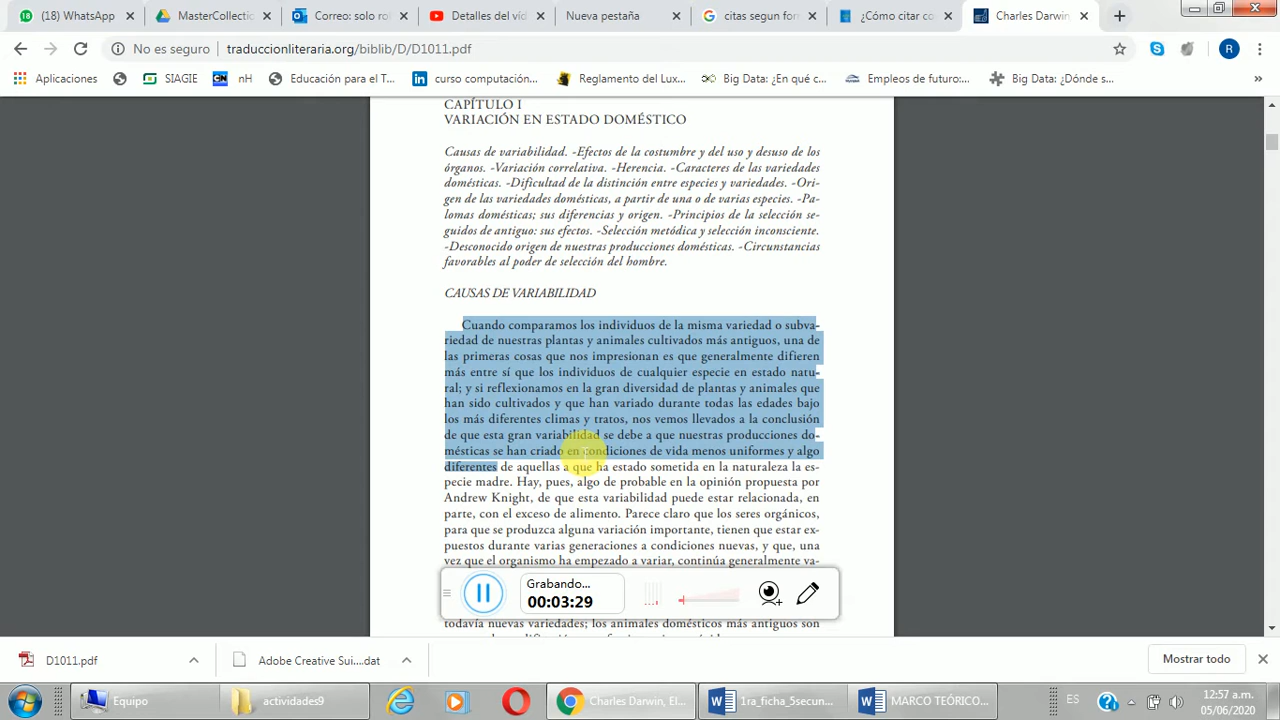 (18) WhatsApp
MasterCollecti
Correo: solo ro
Detalles del víd
Nueva pestaña
citas segun for
¿Cómo citar co
Charles Darwin
No es seguro
traduccionliteraria.org/biblib/D/D1011.pdf
R
Aplicaciones
SIAGIE
nH
Educación para el T...
curso computación,...
Reglamento del Lux...
Big Data: ¿En qué c...
Empleos de futuro:...
Big Data: ¿Dónde s...
»
CAPÍTULO I
VARIACIÓN EN ESTADO DOMÉSTICO
Causas de variabilidad. -Efectos de la costumbre y del uso y desuso de los
órganos. -Variación correlativa. -Herencia. -Caracteres de las variedades
domésticas. -Dificultad de la distinción entre especies y variedades. -Ori-
gen de las variedades domésticas, a partir de una o de varias especies. -Pa-
lomas domésticas; sus diferencias y origen. -Principios de la selección se-
guidos de antiguo: sus efectos. -Selección metódica y selección inconsciente.
-Desconocido origen de nuestras producciones domésticas. -Circunstancias
favorables al poder de selección del hombre.
CAUSAS DE VARIABILIDAD
Cuando comparamos los individuos de la misma variedad o subva-
riedad de nuestras plantas y animales cultivados más antiguos, una de
las primeras cosas que nos impresionan es que generalmente difieren
más entre sí que los individuos de cualquier especie en estado natu-
ral; y si reflexionamos en la gran diversidad de plantas y animales que
han sido cultivados y que han variado durante todas las edades bajo
los más diferentes climas y tratos, nos vemos llevados a la conclusión
de que esta gran variabilidad se debe a que nuestras producciones do-
mésticas se han criado en condiciones de vida menos uniformes y algo
diferentes de aquellas a que ha estado sometida en la naturaleza la es-
pecie madre. Hay, pues, algo de probable en la opinión propuesta por
Andrew Knight, de que esta variabilidad puede estar relacionada, en
parte, con el exceso de alimento. Parece claro que los seres orgánicos,
para que se produzca alguna variación importante, tienen que estar ex-
puestos durante varias generaciones a condiciones nuevas, y que, una
vez que el organismo ha empezado a variar, continúa generalmente va-
Grabando...
00:03:29
todavía nuevas variedades; los animales domésticos más antiguos son
D1011.pdf
Adobe Creative Sui....dat
Mostrar todo
Equipo
actividades9
Charles Darwin, El...
1ra_ficha_5secun...
MARCO TEÓRICO...
ES
12:57 a.m.
05/06/2020